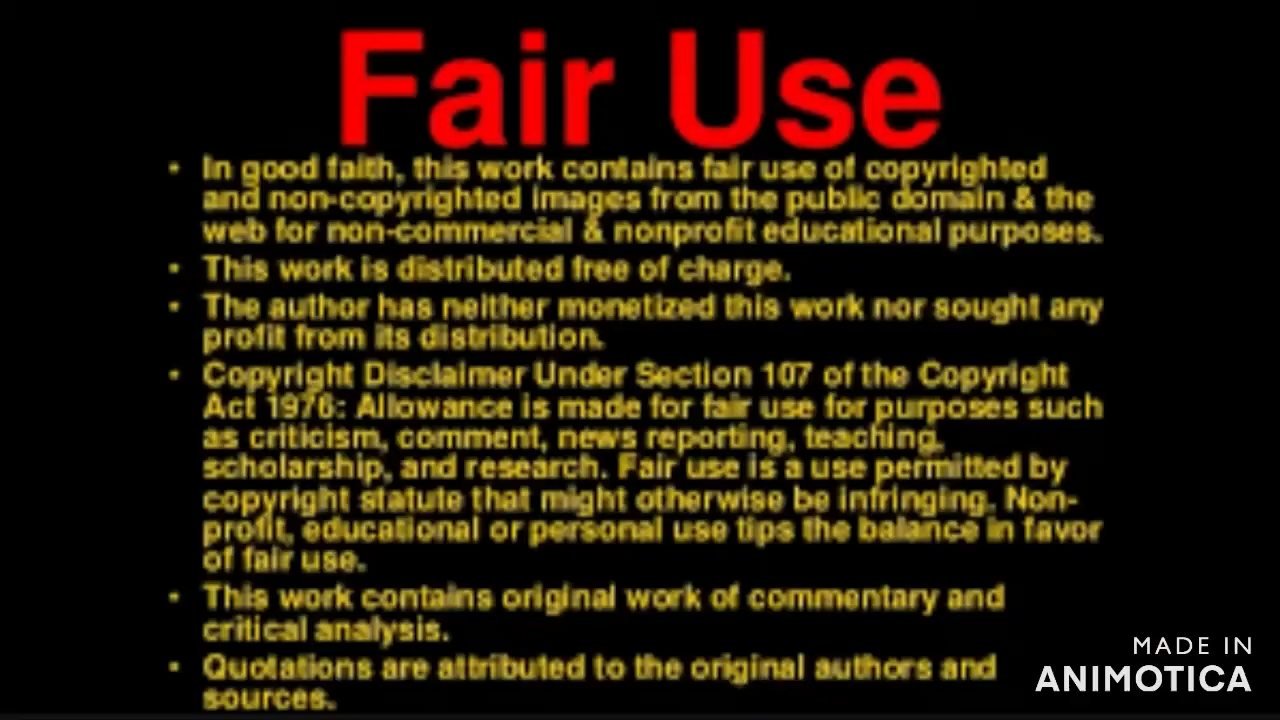 Fair Use
• In good faith, this work contains fair use of copyrighted
and non-copyrighted images from the public domain & the
web for non-commercial & nonprofit educational purposes.
• This work is distributed free of charge.
• The author has neither monetized this work nor sought any
profit from its distribution.
• Copyright Disclaimer Under Section 107 of the Copyright
Act 1976: Allowance is made for fair use for purposes such
as criticism, comment, news reporting, teaching,
scholarship, and research. Fair use is a use permitted by
copyright statute that might otherwise be infringing. Non-
profit, educational or personal use tips the balance in favor
of fair use.
• This work contains original work of commentary and
critical analysis.
• Quotations are attributed to the original authors and
sources.
MADE IN
ANIMOTICA